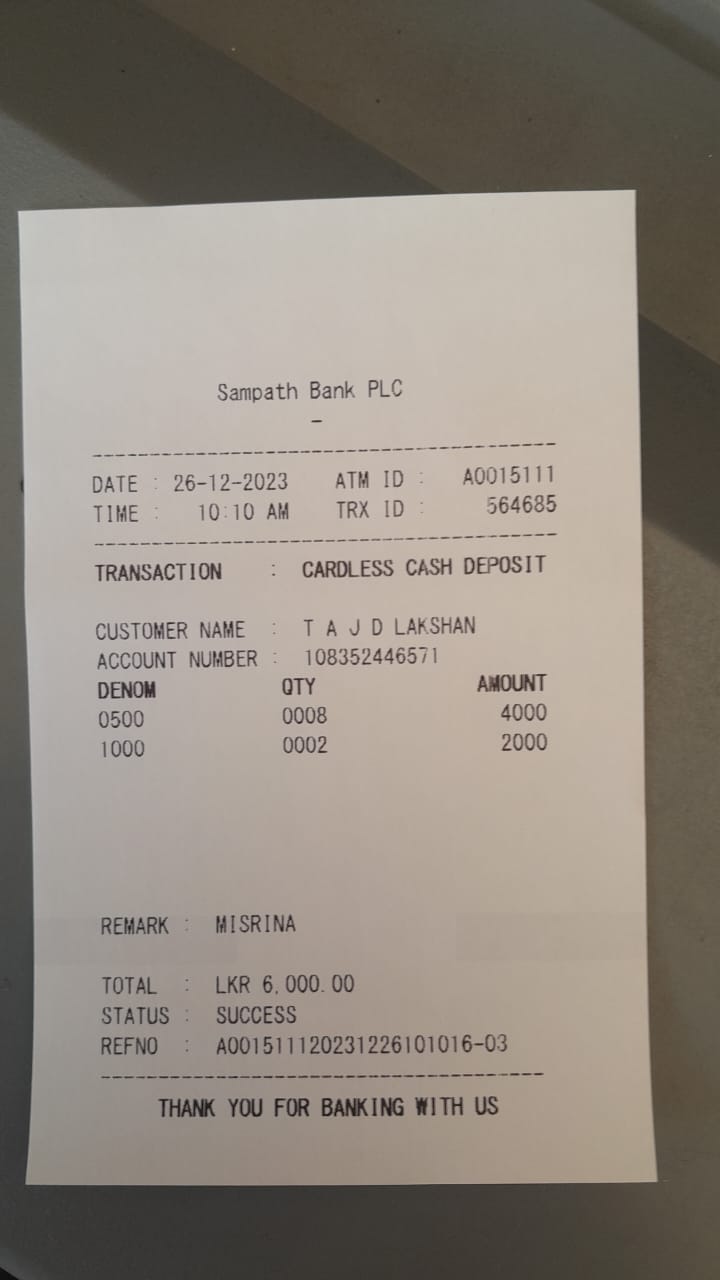 Sampath Bank PLC
-
DATE : 26-12-2023 ATM ID : A0015111
TIME : 10:10 AM TRX ID : 564685
TRANSACTION : CARDLESS CASH DEPOSIT
CUSTOMER NAME : T A J D LAKSHAN
ACCOUNT NUMBER : 108352446571
DENOM QTY AMOUNT
0500 0008 4000
1000 0002 2000
REMARK : MISRINA
TOTAL : LKR 6,000.00
STATUS : SUCCESS
REFNO : A001511120231226101016-03
THANK YOU FOR BANKING WITH US